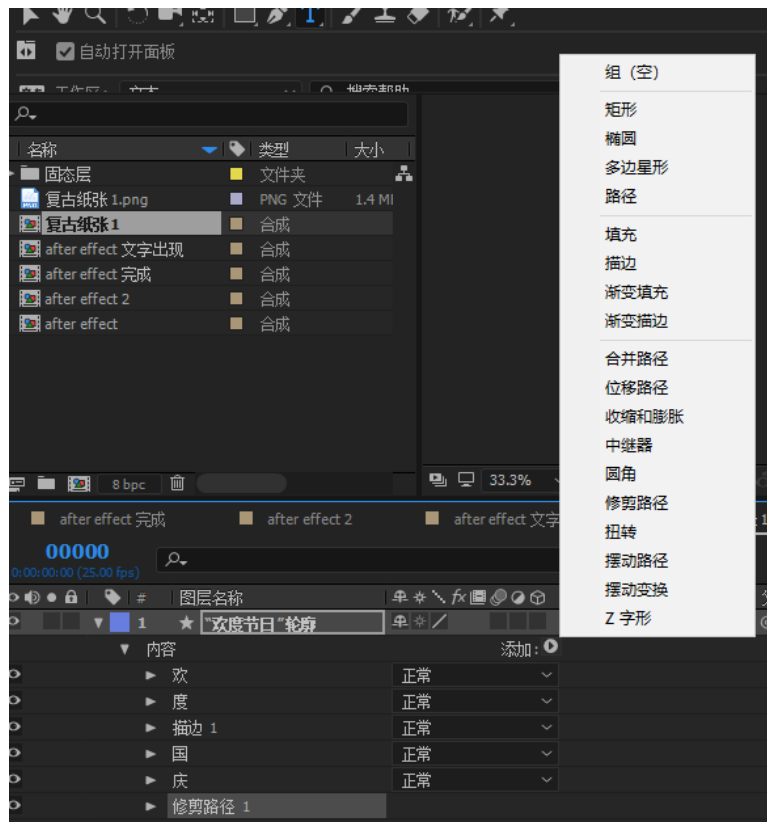 自动打开面板
名称 类型 大小
固态层 文件夹
复古纸张 1.png PNG 文件 1.4 M
复古纸张 1 合成
after effect 文字出现 合成
after effect 完成 合成
after effect 2 合成
after effect 合成
8 bpc
33.3%
组（空）
矩形
椭圆
多边星形
路径
填充
描边
渐变填充
渐变描边
合并路径
位移路径
收缩和膨胀
中继器
圆角
修剪路径
扭转
摆动路径
摆动变换
Z 字形
after effect 完成 after effect 2 after effect 文字
00000
0:00:00:00 (25.00 fps)
# 图层名称
1 “欢度节日”轮廓
内容 添加:
欢 正常
度 正常
描边 1 正常
国 正常
庆 正常
修剪路径 1